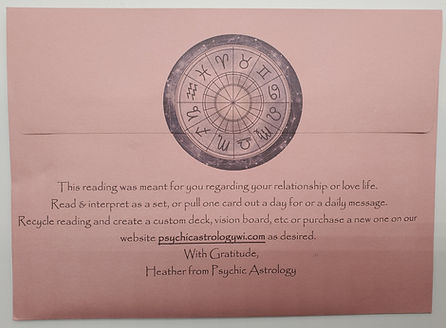 This reading was meant for you regarding your relationship or love life.
Read & interpret as a set, or pull one card out a day for or a daily message.
Recycle reading and create a custom deck, vision board, etc or purchase a new one on our
website psychicastrologywi.com as desired.
With Gratitude,
Heather from Psychic Astrology